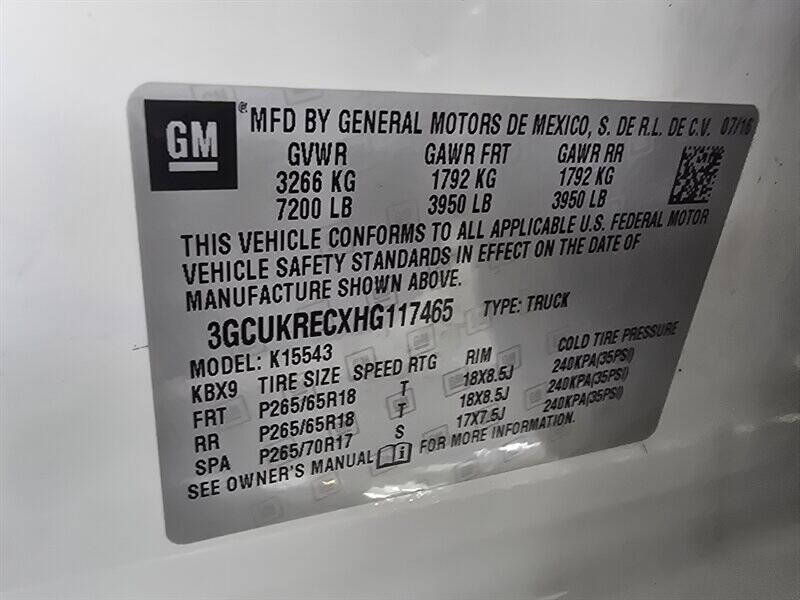 GM ® MFD BY GENERAL MOTORS DE MEXICO, S. DE R.L. DE C.V. 07/16
GVWR GAWR FRT GAWR RR
3266 KG 1792 KG 1792 KG
7200 LB 3950 LB 3950 LB
THIS VEHICLE CONFORMS TO ALL APPLICABLE U.S. FEDERAL MOTOR
VEHICLE SAFETY STANDARDS IN EFFECT ON THE DATE OF
MANUFACTURE SHOWN ABOVE.
3GCUKRECXHG117465 TYPE: TRUCK
MODEL: K15543
KBX9 TIRE SIZE SPEED RTG RIM COLD TIRE PRESSURE
FRT P265/65R18 T 18X8.5J 240KPA(35PSI)
RR P265/65R18 T 18X8.5J 240KPA(35PSI)
SPA P265/70R17 S 17X7.5J 240KPA(35PSI)
SEE OWNER'S MANUAL FOR MORE INFORMATION.